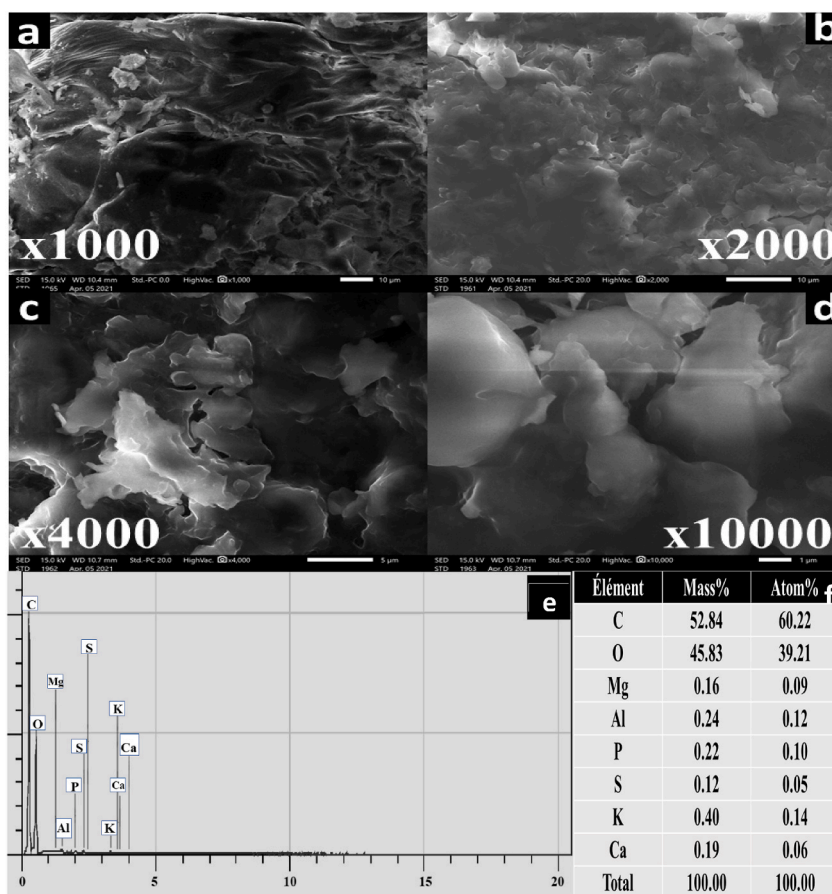 a
x1000
SED 15.0 kV WD 10.4 mm Std.-PC 0.0 HighVac. x1,000 10 µm
Apr. 05 2021
b
x2000
SED 15.0 kV WD 10.4 mm Std.-PC 20.0 HighVac. x2,000 10 µm
STD 1961 Apr. 05 2021
c
x4000
SED 15.0 kV WD 10.7 mm Std.-PC 20.0 HighVac. x4,000 5 µm
STD 1962 Apr. 05 2021
d
x10000
SED 15.0 kV WD 10.7 mm Std.-PC 20.0 HighVac. x10,000 1 µm
STD 1963 Apr. 05 2021
e
C
S
Mg
K
O
Ca
S
P
Ca
Al
K
0 5 10 15 20
f
Élément Mass% Atom%
C 52.84 60.22
O 45.83 39.21
Mg 0.16 0.09
Al 0.24 0.12
P 0.22 0.10
S 0.12 0.05
K 0.40 0.14
Ca 0.19 0.06
Total 100.00 100.00